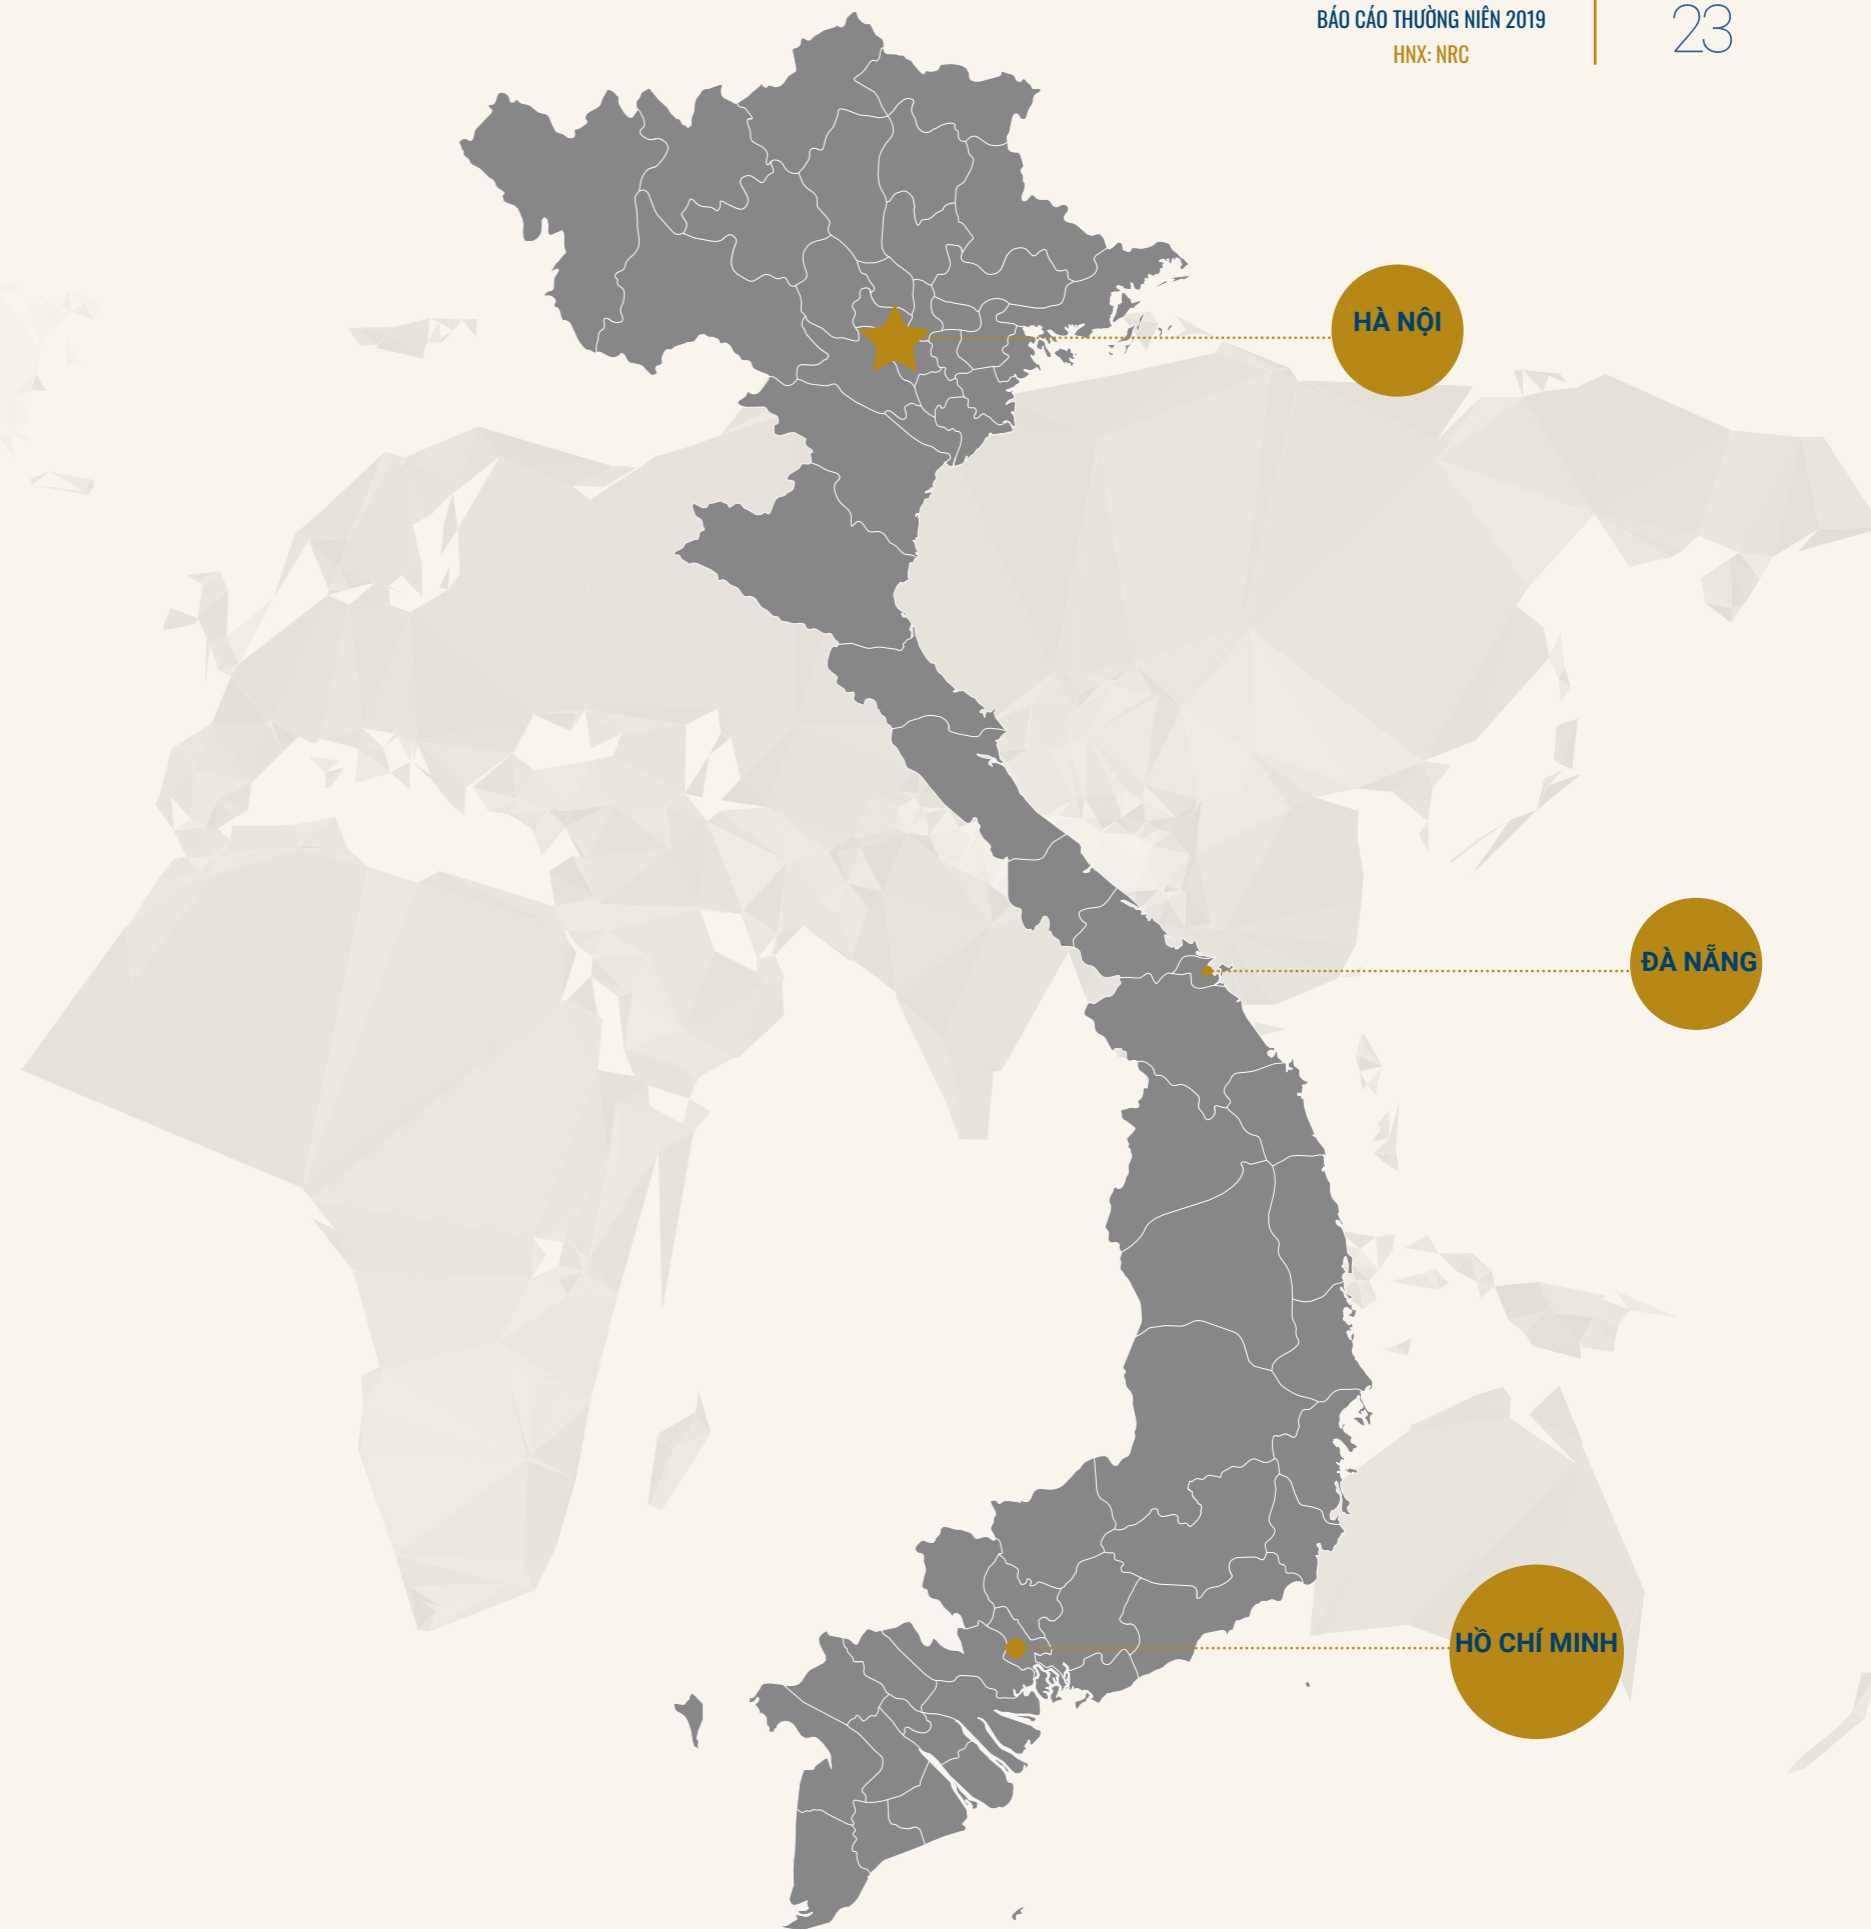 BÁO CÁO THƯỜNG NIÊN 2019
HNX: NRC
23
HÀ NỘI
ĐÀ NẴNG
HỒ CHÍ MINH